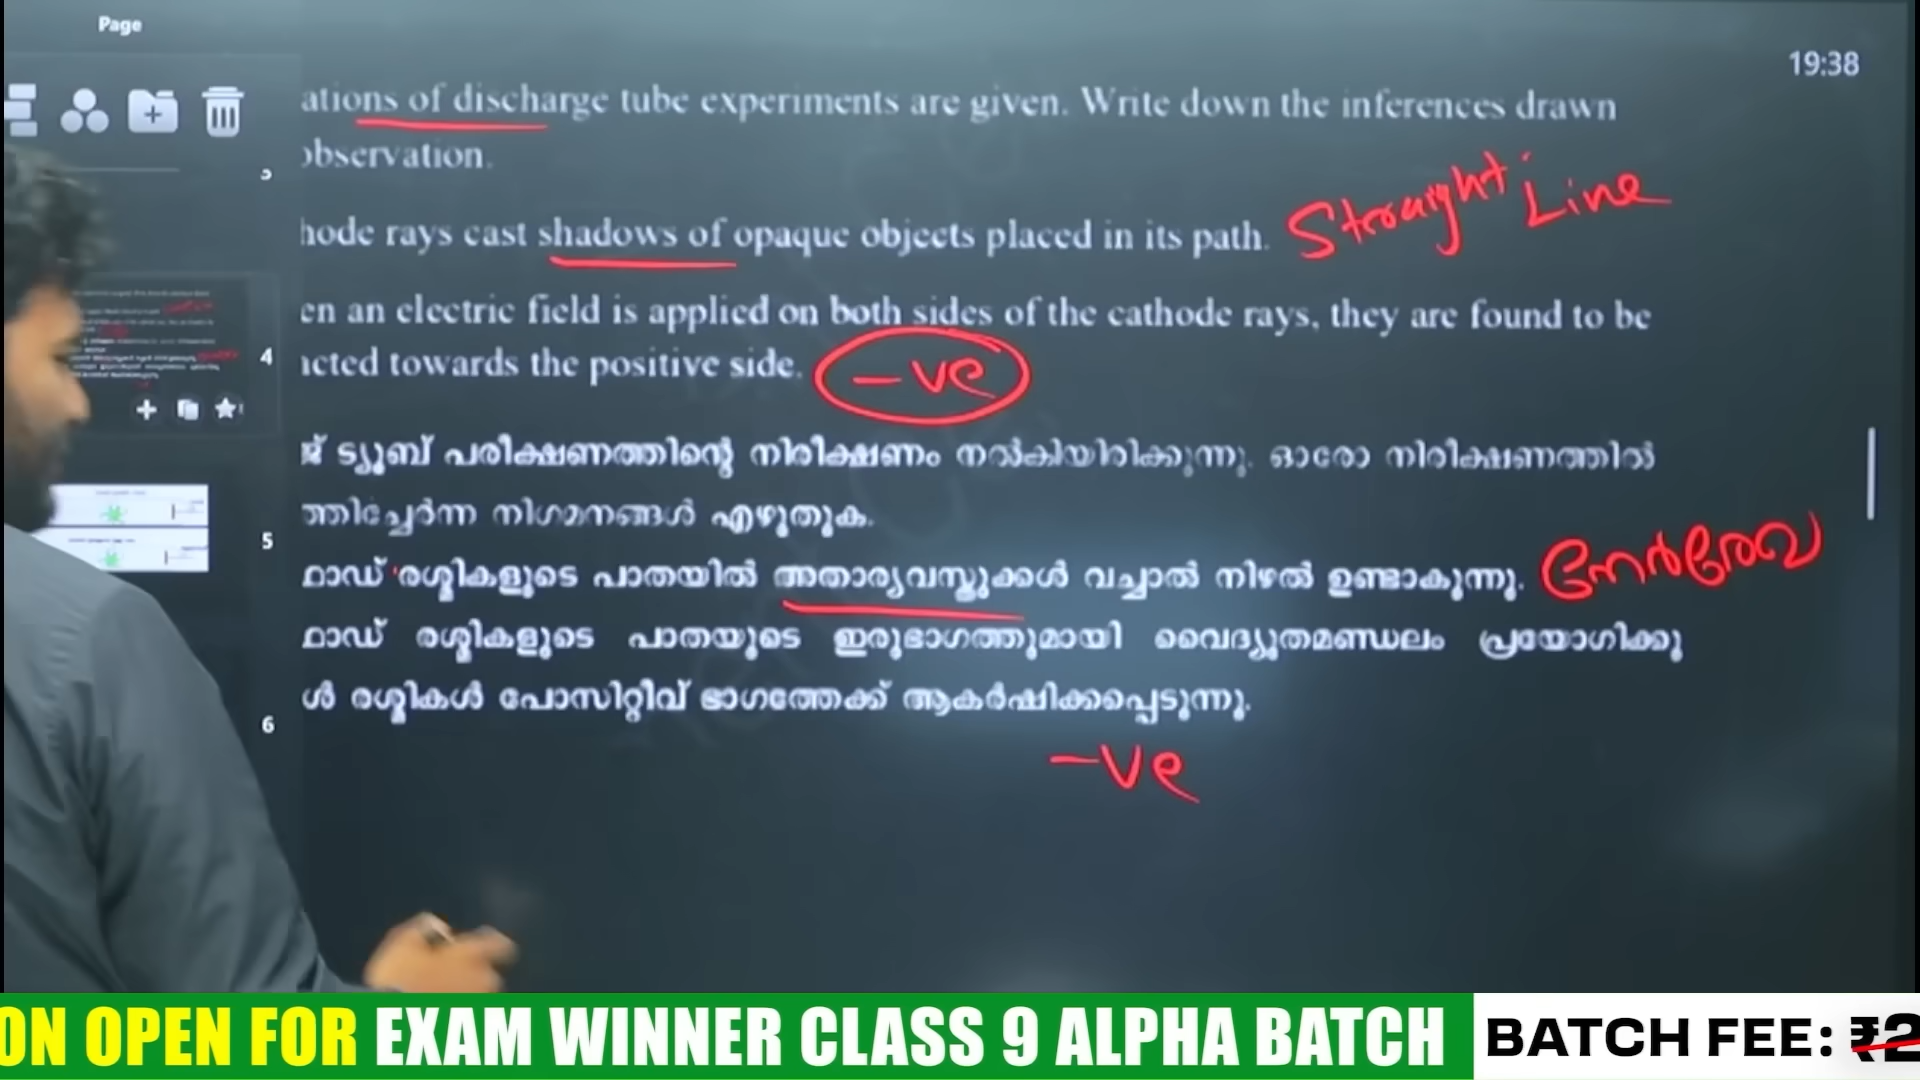 Page
19:38
ations of discharge tube experiments are given. Write down the inferences drawn
observation.
3
hode rays cast shadows of opaque objects placed in its path. Straight Line
en an electric field is applied on both sides of the cathode rays, they are found to be
acted towards the positive side. -ve
4
ജ് ട്യൂബ് പരീക്ഷണത്തിന്റെ നിരീക്ഷണം നൽകിയിരിക്കുന്നു. ഓരോ നിരീക്ഷണത്തിൽ
ത്തിച്ചേർന്ന നിഗമനങ്ങൾ എഴുതുക.
5
ഥോഡ് രശ്മികളുടെ പാതയിൽ അതാര്യവസ്തുക്കൾ വച്ചാൽ നിഴൽ ഉണ്ടാകുന്നു. നേർരേഖ
ഥോഡ് രശ്മികളുടെ പാതയുടെ ഇരുഭാഗത്തുമായി വൈദ്യുതമണ്ഡലം പ്രയോഗിക്കു
ൾ രശ്മികൾ പോസിറ്റീവ് ഭാഗത്തേക്ക് ആകർഷിക്കപ്പെടുന്നു.
6
-ve
ON OPEN FOR EXAM WINNER CLASS 9 ALPHA BATCH
BATCH FEE: ₹2